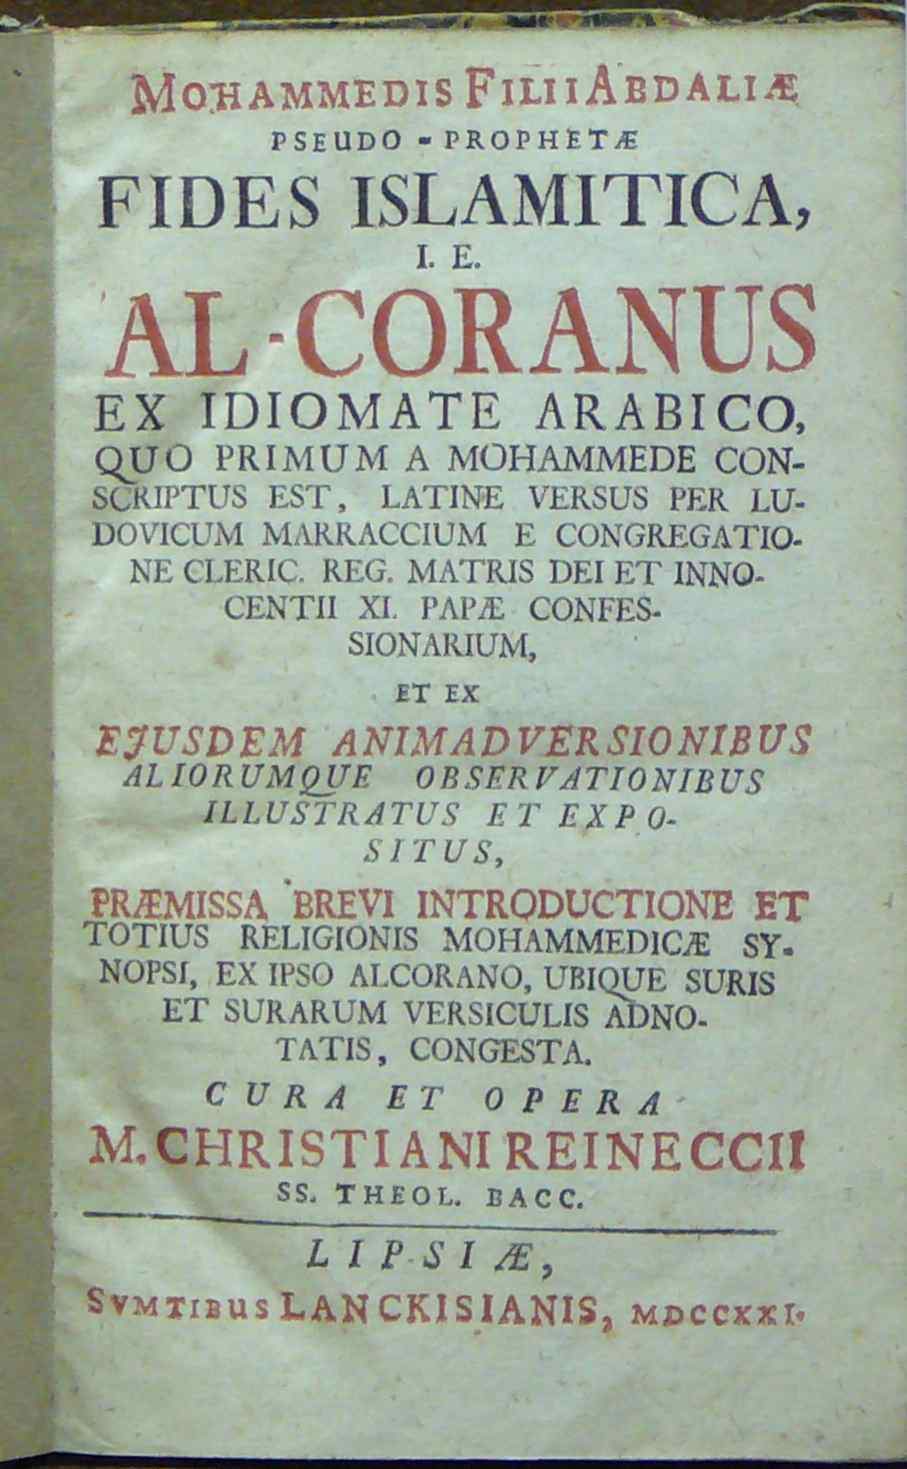 MOHAMMEDIS FILII ABDALIÆ
PSEUDO-PROPHETÆ
FIDES ISLAMITICA,
I. E.
AL-CORANUS
EX IDIOMATE ARABICO,
QUO PRIMUM A MOHAMMEDE CON-
SCRIPTUS EST, LATINE VERSUS PER LU-
DOVICUM MARRACCIUM E CONGREGATIO-
NE CLERIC. REG. MATRIS DEI ET INNO-
CENTII XI. PAPÆ CONFES-
SIONARIUM,
ET EX
EJUSDEM ANIMADVERSIONIBUS
ALIORUMQUE OBSERVATIONIBUS
ILLUSTRATUS ET EXPO-
SITUS,
PRÆMISSA BREVI INTRODUCTIONE ET
TOTIUS RELIGIONIS MOHAMMEDICÆ SY-
NOPSI, EX IPSO ALCORANO, UBIQUE SURIS
ET SURARUM VERSICULIS ADNO-
TATIS, CONGESTA.
CURA ET OPERA
M. CHRISTIANI REINECCII
SS. THEOL. BACC.
LIPSIÆ,
SVMTIBUS LANCKISIANIS, MDCCXXI.